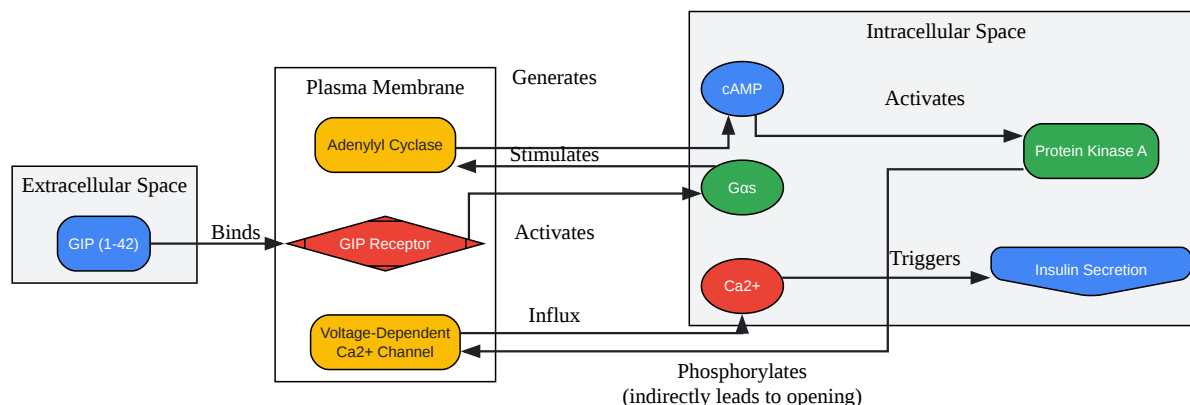 Intracellular Space
Generates
cAMP
Activates
Plasma Membrane
Adenylyl Cyclase
Stimulates
Protein Kinase A
Extracellular Space
Gαs
GIP (1-42)
Binds
GIP Receptor
Activates
Triggers
Insulin Secretion
Ca2+
Influx
Voltage-Dependent
Ca2+ Channel
Phosphorylates
(indirectly leads to opening)